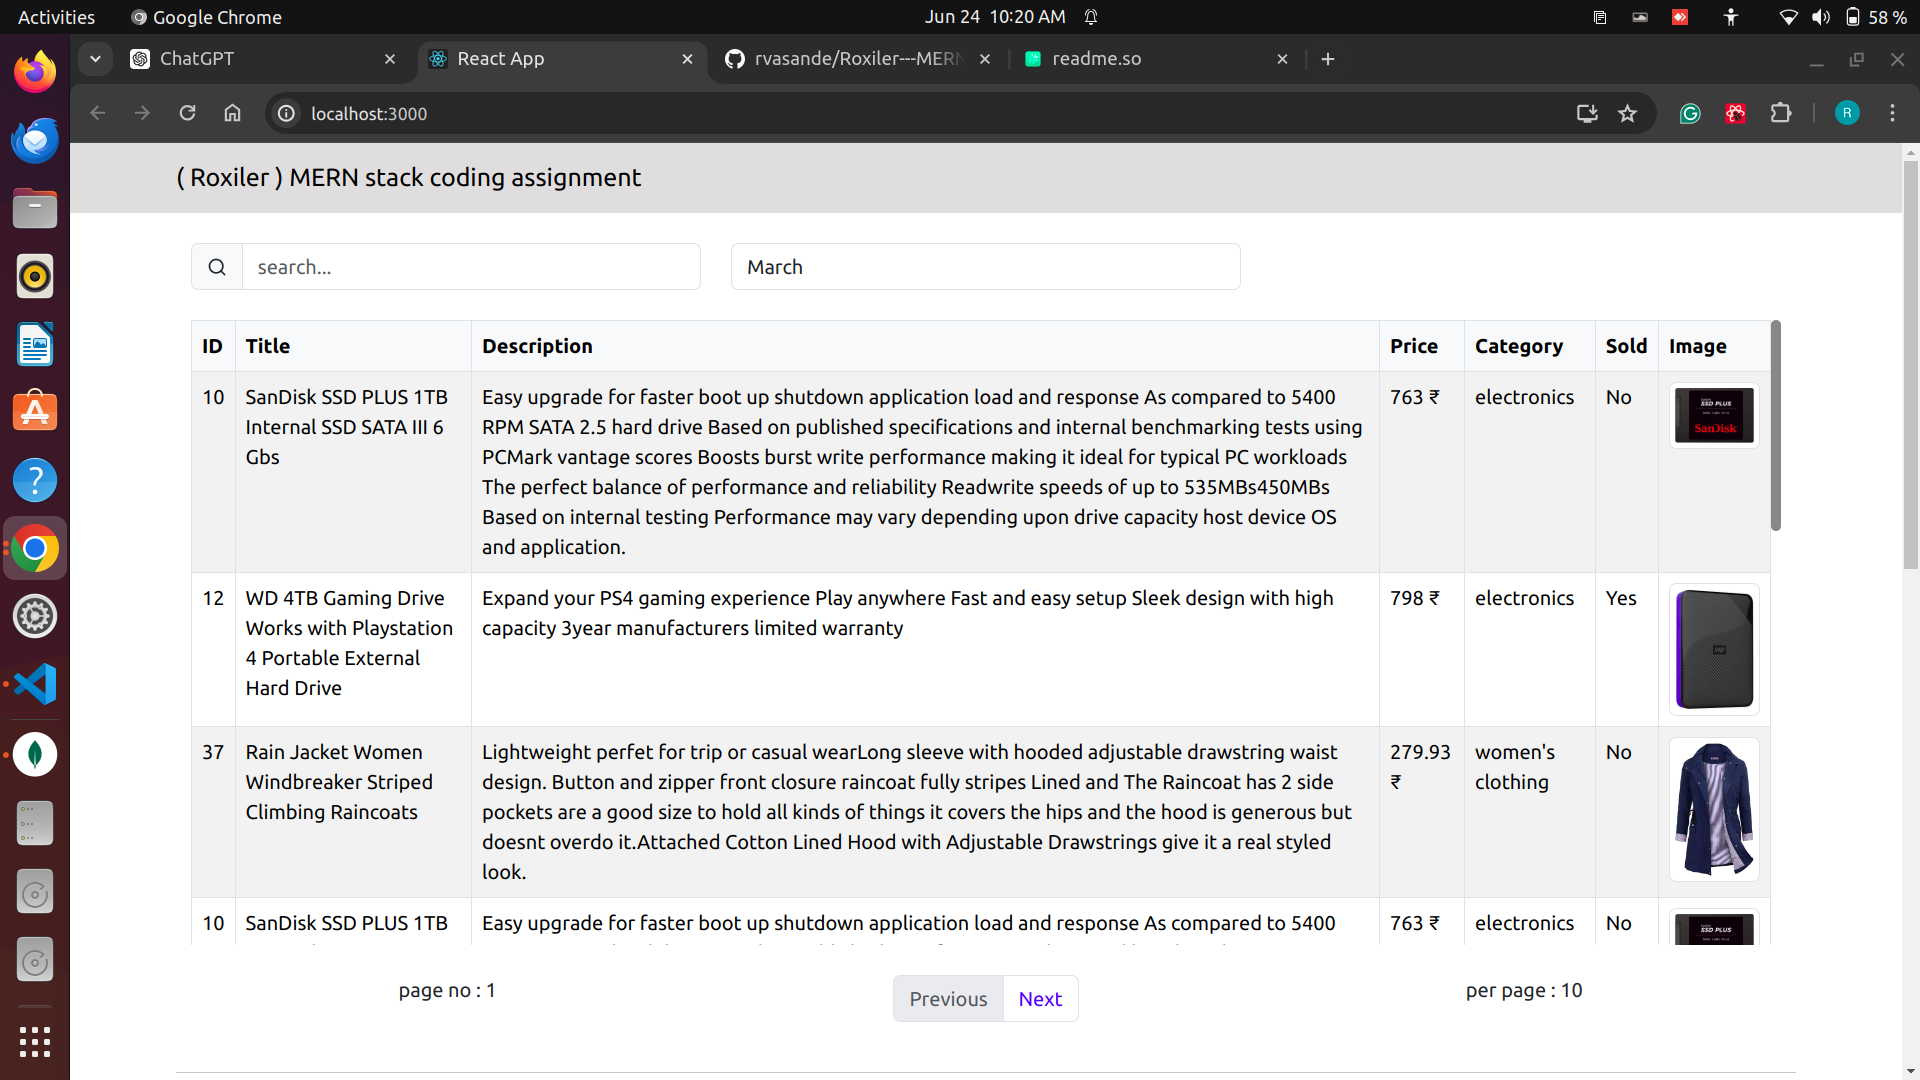 Activities
Google Chrome
Jun 24 10:20 AM
58 %
ChatGPT
React App
rvasande/Roxiler---MERN
readme.so
localhost:3000
R
( Roxiler ) MERN stack coding assignment
search...
March
ID Title Description Price Category Sold Image
10 SanDisk SSD PLUS 1TB Easy upgrade for faster boot up shutdown application load and response As compared to 5400 763 ₹ electronics No
Internal SSD SATA III 6 RPM SATA 2.5 hard drive Based on published specifications and internal benchmarking tests using
Gbs PCMark vantage scores Boosts burst write performance making it ideal for typical PC workloads
The perfect balance of performance and reliability Readwrite speeds of up to 535MBs450MBs
Based on internal testing Performance may vary depending upon drive capacity host device OS
and application.
SSD PLUS
SanDisk
12 WD 4TB Gaming Drive Expand your PS4 gaming experience Play anywhere Fast and easy setup Sleek design with high 798 ₹ electronics Yes
Works with Playstation capacity 3year manufacturers limited warranty
4 Portable External
Hard Drive
37 Rain Jacket Women Lightweight perfet for trip or casual wearLong sleeve with hooded adjustable drawstring waist 279.93 women's No
Windbreaker Striped design. Button and zipper front closure raincoat fully stripes Lined and The Raincoat has 2 side ₹ clothing
Climbing Raincoats pockets are a good size to hold all kinds of things it covers the hips and the hood is generous but
doesnt overdo it.Attached Cotton Lined Hood with Adjustable Drawstrings give it a real styled
look.
10 SanDisk SSD PLUS 1TB Easy upgrade for faster boot up shutdown application load and response As compared to 5400 763 ₹ electronics No
SSD PLUS
page no : 1
Previous
Next
per page : 10